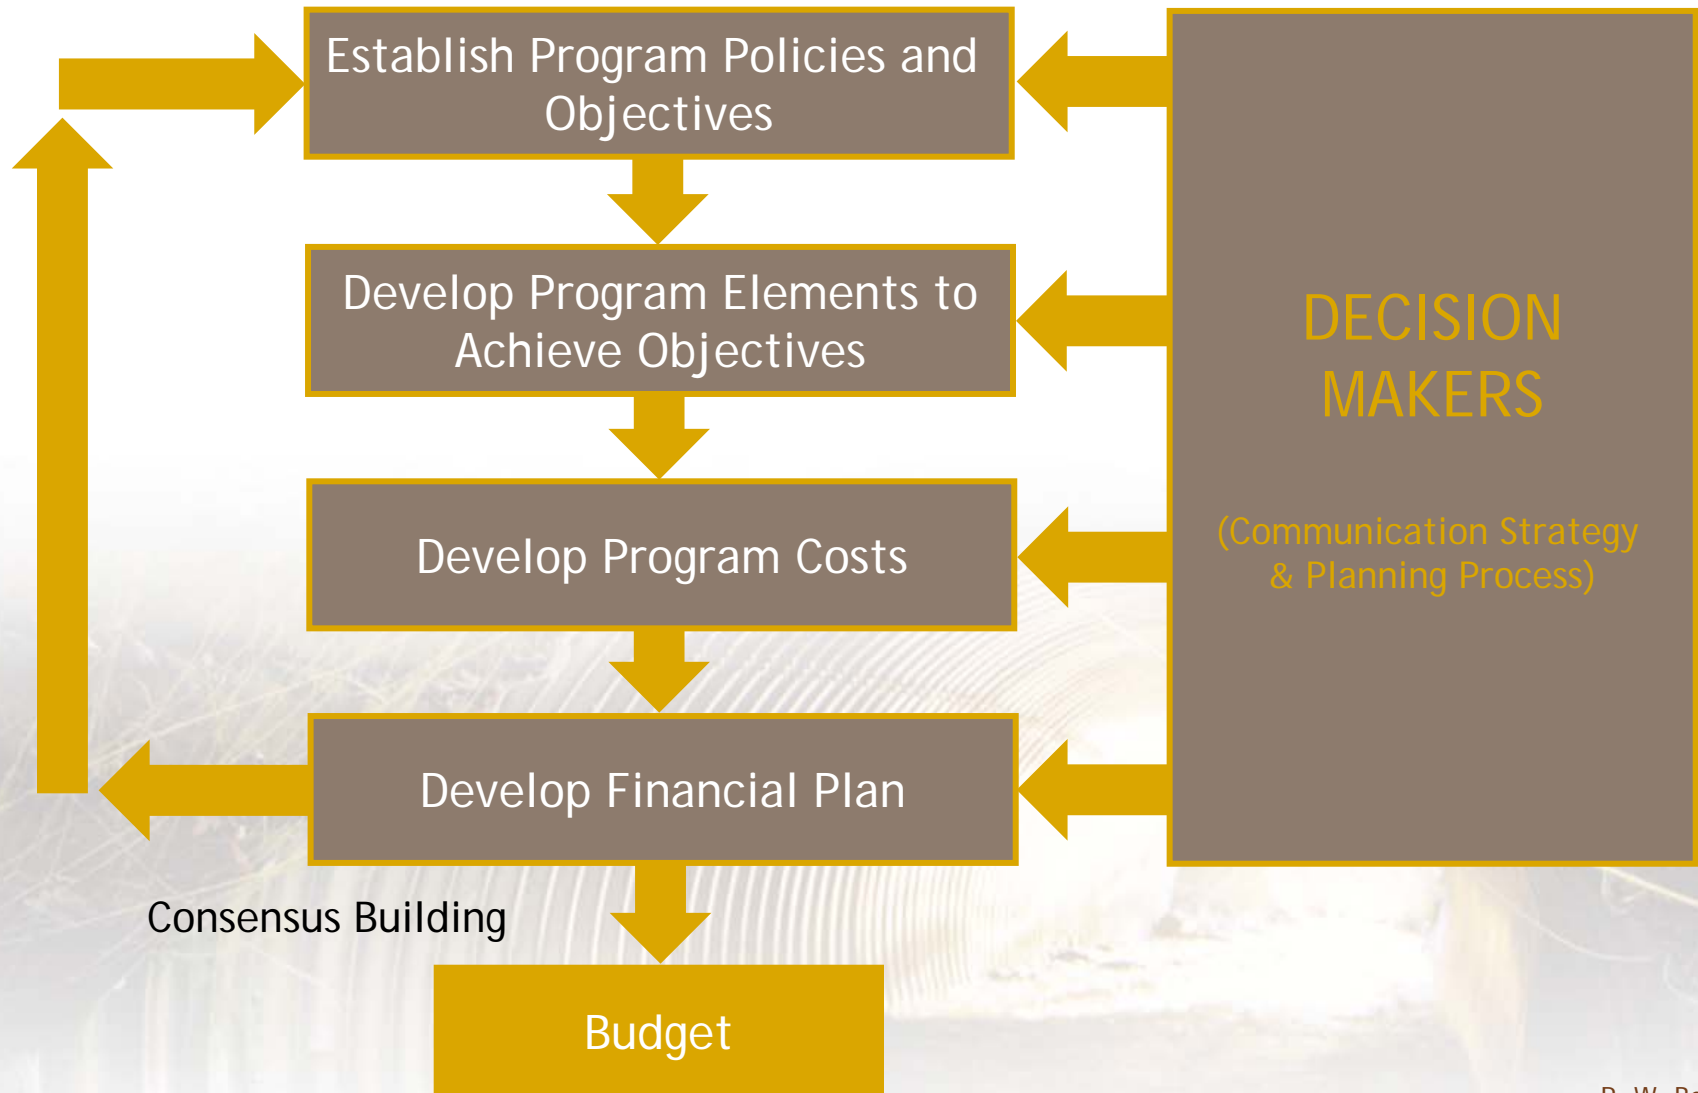 Establish Program Policies and
Objectives
Develop Program Elements to
Achieve Objectives
DECISION
MAKERS
(Communication Strategy
& Planning Process)
Develop Program Costs
Develop Financial Plan
Consensus Building
Budget